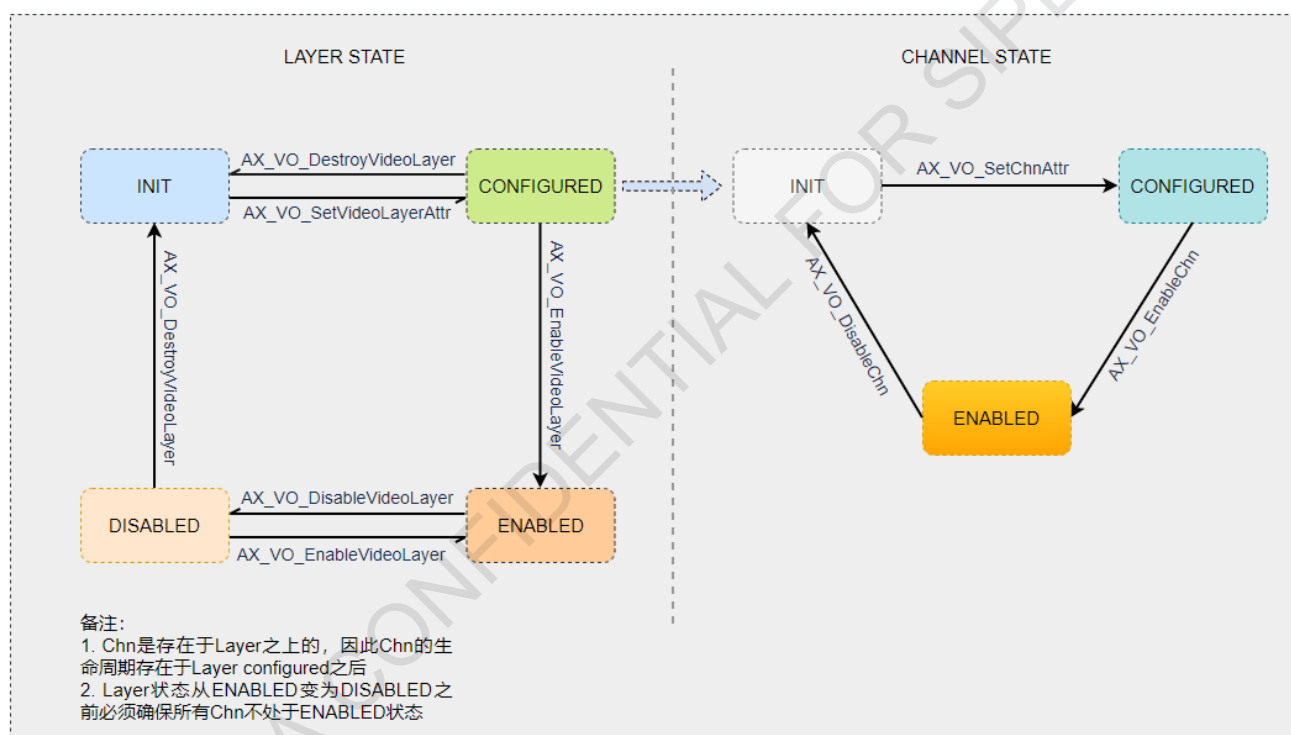 LAYER STATE
CHANNEL STATE
INIT
AX_VO_DestroyVideoLayer
AX_VO_SetVideoLayerAttr
CONFIGURED
INIT
AX_VO_SetChnAttr
CONFIGURED
AX_VO_DestroyVideoLayer
AX_VO_EnableVideoLayer
AX_VO_DisableChn
AX_VO_EnableChn
ENABLED
DISABLED
AX_VO_DisableVideoLayer
AX_VO_EnableVideoLayer
ENABLED
备注：
1. Chn是存在于Layer之上的，因此Chn的生
命周期存在于Layer configured之后
2. Layer状态从ENABLED变为DISABLED之
前必须确保所有Chn不处于ENABLED状态
A CONFIDENTIAL FOR SIPE